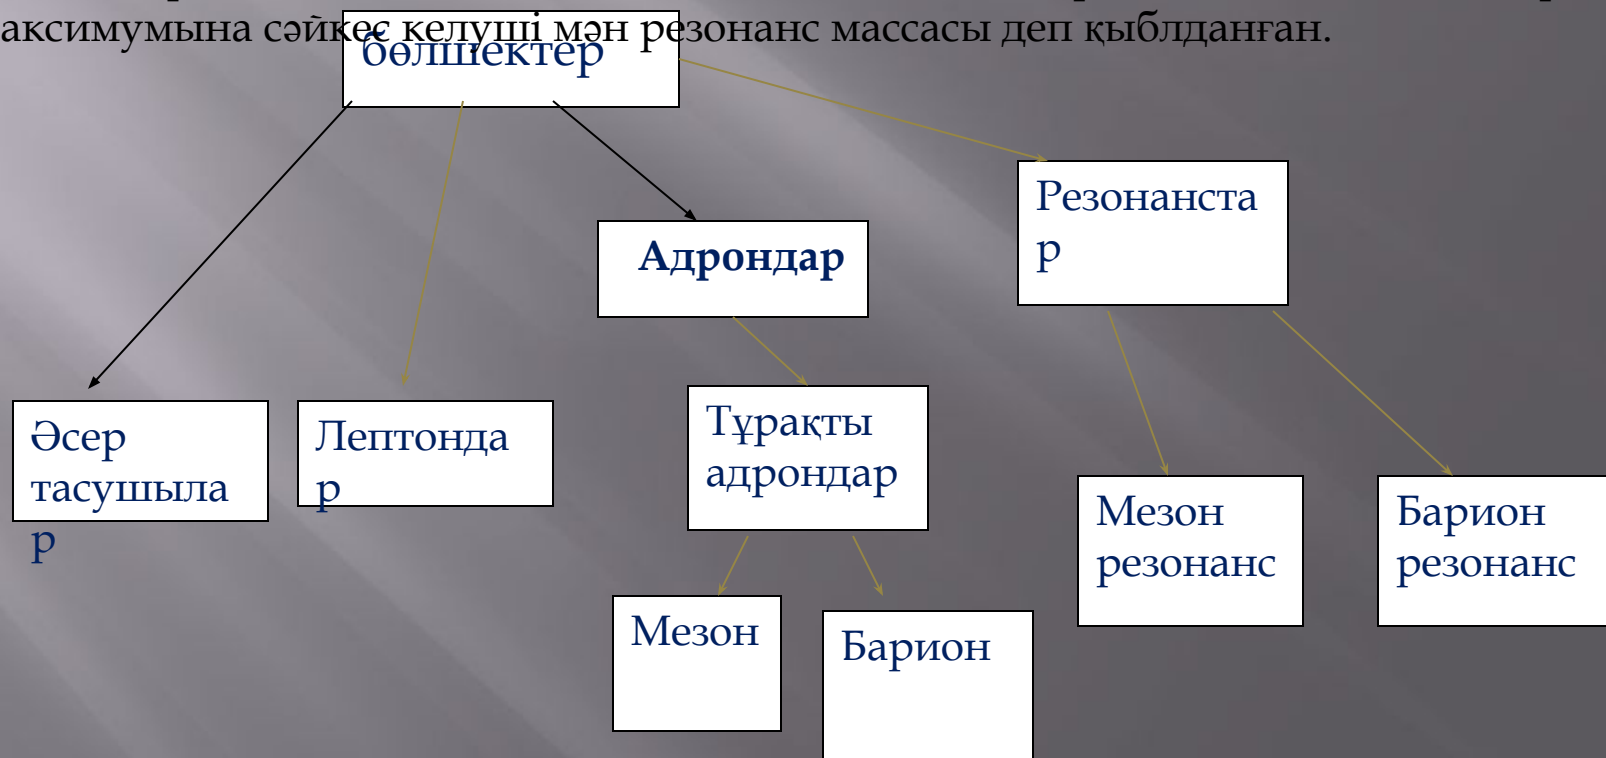 аксимумына сәйкес келуші мән резонанс массасы деп қыблданған.
бөлшектер
Резонанста
р
Адрондар
Әсер
тасушыла
р
Лептонда
р
Тұрақты
адрондар
Мезон
резонанс
Барион
резонанс
Мезон
Барион